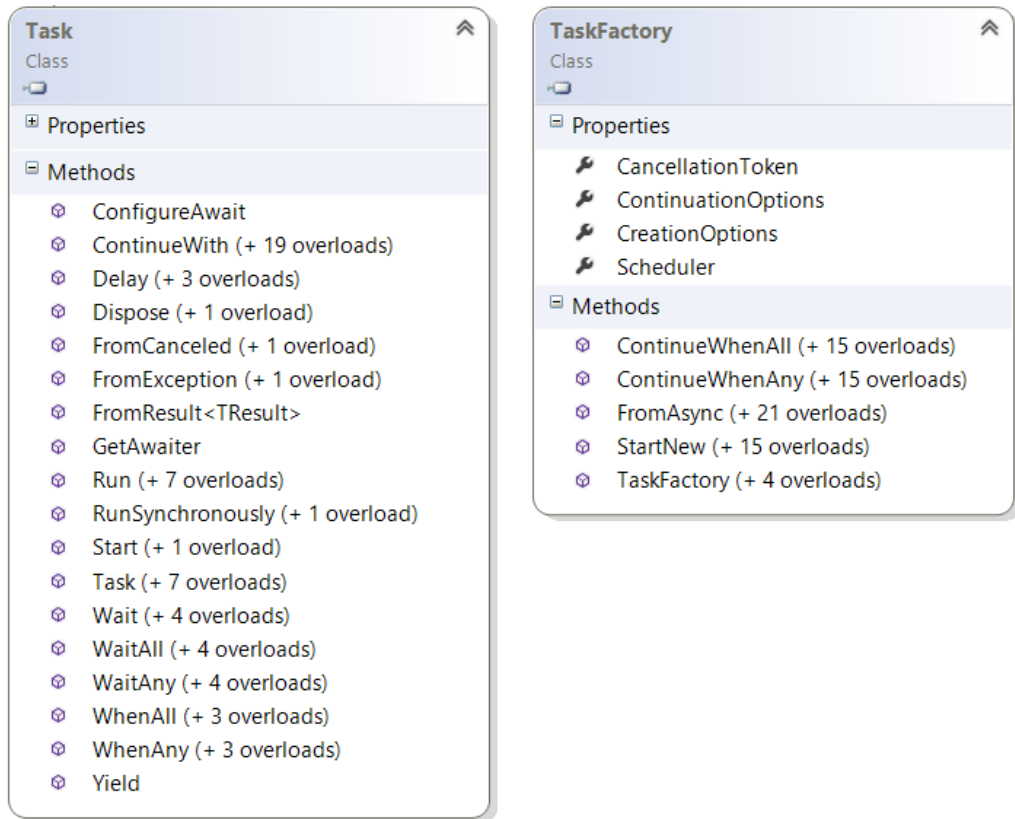 Task
Class
Properties
Methods
ConfigureAwait
ContinueWith (+ 19 overloads)
Delay (+ 3 overloads)
Dispose (+ 1 overload)
FromCanceled (+ 1 overload)
FromException (+ 1 overload)
FromResult<TResult>
GetAwaiter
Run (+ 7 overloads)
RunSynchronously (+ 1 overload)
Start (+ 1 overload)
Task (+ 7 overloads)
Wait (+ 4 overloads)
WaitAll (+ 4 overloads)
WaitAny (+ 4 overloads)
WhenAll (+ 3 overloads)
WhenAny (+ 3 overloads)
Yield
TaskFactory
Class
Properties
CancellationToken
ContinuationOptions
CreationOptions
Scheduler
Methods
ContinueWhenAll (+ 15 overloads)
ContinueWhenAny (+ 15 overloads)
FromAsync (+ 21 overloads)
StartNew (+ 15 overloads)
TaskFactory (+ 4 overloads)